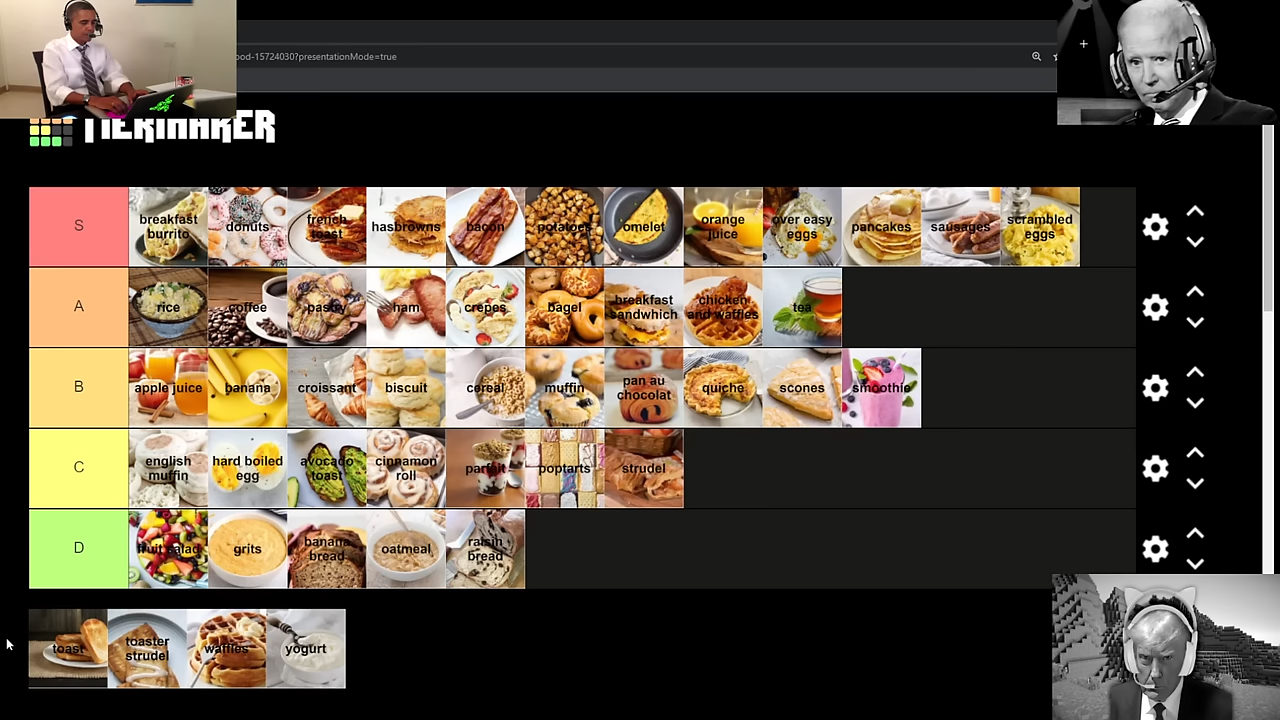 ood-15724030?presentationMode=true
TIERMAKER
S
breakfast burrito
donuts
french toast
hasbrowns
bacon
potatoes
omelet
orange juice
over easy eggs
pancakes
sausages
scrambled eggs
A
rice
coffee
pastry
ham
crepes
bagel
breakfast sandwhich
chicken and waffles
tea
B
apple juice
banana
croissant
biscuit
cereal
muffin
pan au chocolat
quiche
scones
smoothie
C
english muffin
hard boiled egg
avocado toast
cinnamon roll
parfait
poptarts
strudel
D
fruit salad
grits
banana bread
oatmeal
raisin bread
toast
toaster strudel
waffles
yogurt